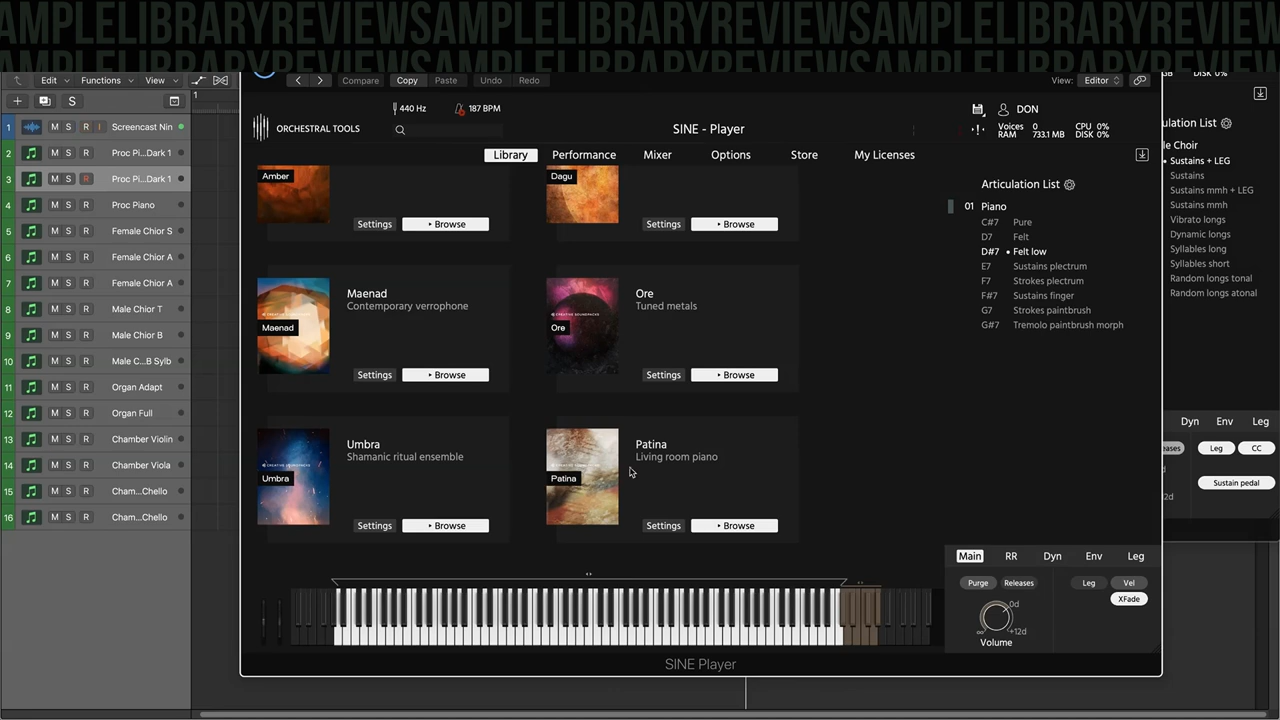 AMPLELIBRARYREVIEWSAMPLELIBRARYREVIEWSAMPLELIBRARYREVIEWSAMPLELIBRARYREVIEWS
Edit Functions View Compare Copy Paste Undo Redo View: Editor DISK 0%
1
S
440 Hz 187 BPM DON
ORCHESTRAL TOOLS SINE - Player Voices 0 CPU 0%
RAM 733.1 MB DISK 0%
Library Performance Mixer Options Store My Licenses
1 M S R I Screencast Nin
2 M S R Proc Pi...Dark 1
3 M S R Proc Pi...Dark 1
4 M S R Proc Piano
5 M S R Female Chior S
6 M S R Female Chior A
7 M S R Female Chior A
8 M S R Male Chior T
9 M S R Male Chior B
10 M S R Male C...B Sylb
11 M S R Organ Adapt
12 M S R Organ Full
13 M S R Chamber Violin
14 M S R Chamber Viola
15 M S R Cham...Chello
16 M S R Cham...Chello
Amber
Settings Browse
Dagu
Settings Browse
Maenad
Contemporary verrophone
Maenad
Settings Browse
Ore
Tuned metals
Ore
Settings Browse
Umbra
Shamanic ritual ensemble
Umbra
Settings Browse
Patina
Living room piano
Patina
Settings Browse
Articulation List
01 Piano
C#7 Pure
D7 Felt
D#7 • Felt low
E7 Sustains plectrum
F7 Strokes plectrum
F#7 Sustains finger
G7 Strokes paintbrush
G#7 Tremolo paintbrush morph
Main RR Dyn Env Leg
Purge Releases Leg Vel
XFade
0d
+12d
∞
Volume
SINE Player
ulation List
le Choir
• Sustains + LEG
Sustains
Sustains mmh + LEG
Sustains mmh
Vibrato longs
Dynamic longs
Syllables long
Syllables short
Random longs tonal
Random longs atonal
Dyn Env Leg
eases Leg CC
Sustain pedal
2d